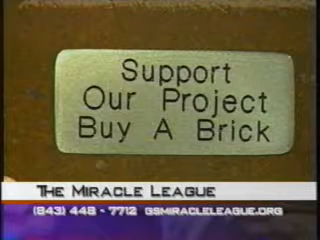 Support
Our Project
Buy A Brick
THE MIRACLE LEAGUE
(843) 448 - 7712 GSMIRACLELEAGUE.ORG